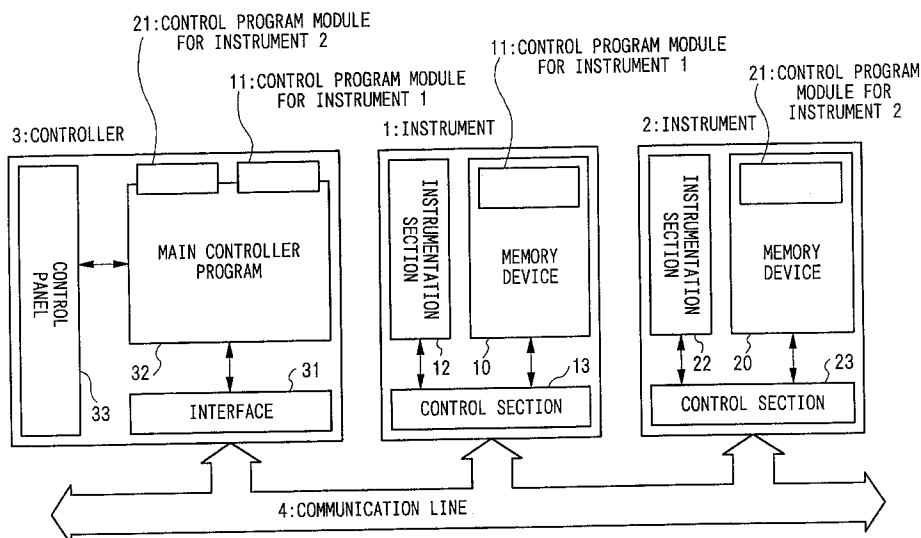 21:CONTROL PROGRAM MODULE
FOR INSTRUMENT 2
11:CONTROL PROGRAM MODULE
FOR INSTRUMENT 1
3:CONTROLLER
CONTROL
PANEL
MAIN CONTROLLER
PROGRAM
32
31
33
INTERFACE
11:CONTROL PROGRAM MODULE
FOR INSTRUMENT 1
1:INSTRUMENT
INSTRUMENTATION
SECTION
MEMORY
DEVICE
12
10
13
CONTROL SECTION
21:CONTROL PROGRAM
MODULE FOR
INSTRUMENT 2
2:INSTRUMENT
INSTRUMENTATION
SECTION
MEMORY
DEVICE
22
20
23
CONTROL SECTION
4:COMMUNICATION LINE